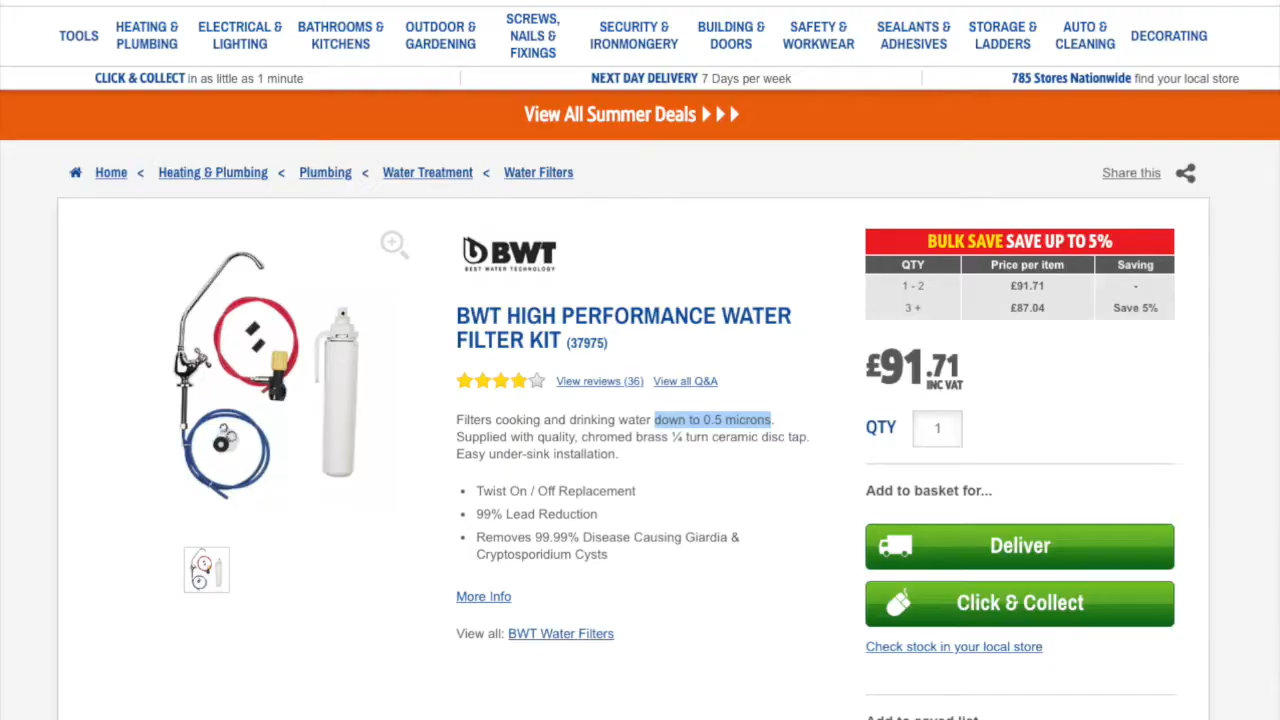 TOOLS
HEATING &
PLUMBING
ELECTRICAL &
LIGHTING
BATHROOMS &
KITCHENS
OUTDOOR &
GARDENING
SCREWS,
NAILS &
FIXINGS
SECURITY &
IRONMONGERY
BUILDING &
DOORS
SAFETY &
WORKWEAR
SEALANTS &
ADHESIVES
STORAGE &
LADDERS
AUTO &
CLEANING
DECORATING
CLICK & COLLECT in as little as 1 minute
NEXT DAY DELIVERY 7 Days per week
785 Stores Nationwide find your local store
View All Summer Deals
Home < Heating & Plumbing < Plumbing < Water Treatment < Water Filters
Share this
BWT
BEST WATER TECHNOLOGY
BWT HIGH PERFORMANCE WATER
FILTER KIT (37975)
View reviews (36) View all Q&A
Filters cooking and drinking water down to 0.5 microns.
Supplied with quality, chromed brass ¼ turn ceramic disc tap.
Easy under-sink installation.
• Twist On / Off Replacement
• 99% Lead Reduction
• Removes 99.99% Disease Causing Giardia &
Cryptosporidium Cysts
More Info
View all: BWT Water Filters
BULK SAVE SAVE UP TO 5%
QTY Price per item Saving
1 - 2 £91.71 -
3 + £87.04 Save 5%
£91.71
INC VAT
QTY 1
Add to basket for...
Deliver
Click & Collect
Check stock in your local store
Add to saved list